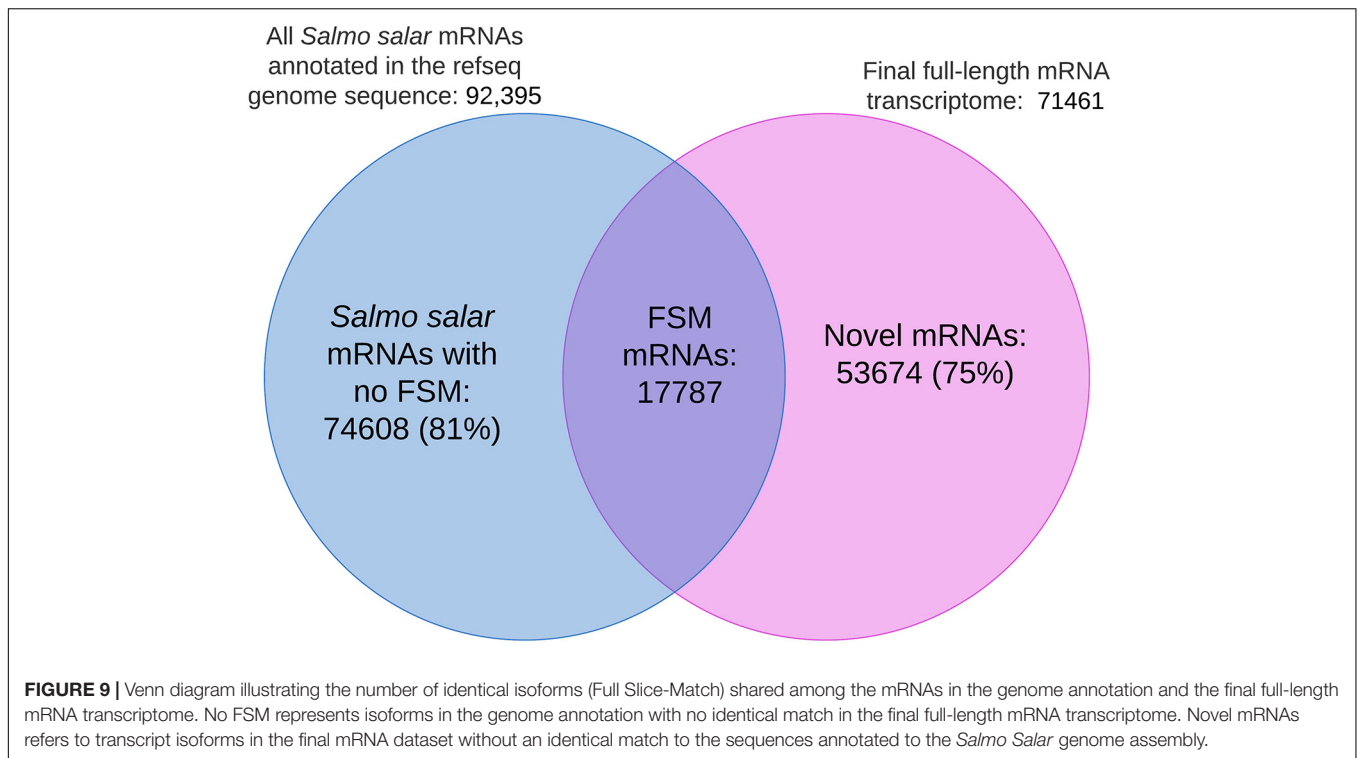 All Salmo salar mRNAs
annotated in the refseq
genome sequence: 92,395
Final full-length mRNA
transcriptome: 71461
Salmo salar
mRNAs with
no FSM:
74608 (81%)
FSM
mRNAs:
17787
Novel mRNAs:
53674 (75%)
FIGURE 9 | Venn diagram illustrating the number of identical isoforms (Full Slice-Match) shared among the mRNAs in the genome annotation and the final full-length
mRNA transcriptome. No FSM represents isoforms in the genome annotation with no identical match in the final full-length mRNA transcriptome. Novel mRNAs
refers to transcript isoforms in the final mRNA dataset without an identical match to the sequences annotated to the Salmo Salar genome assembly.